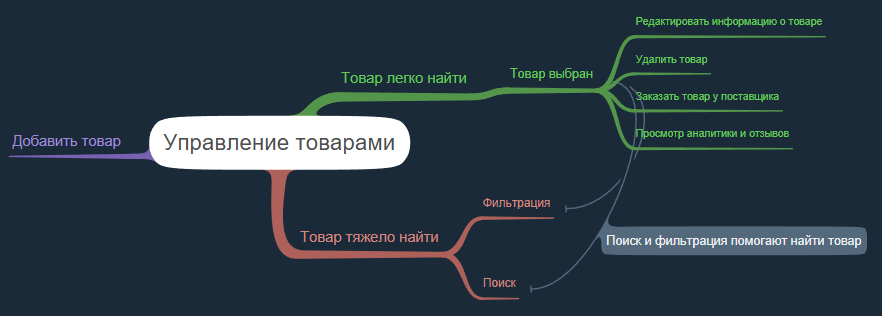 Редактировать информацию о товаре
Товар легко найти
Товар выбран
Удалить товар
Заказать товар у поставщика
Просмотр аналитики и отзывов
Добавить товар
Управление товарами
Фильтрация
Товар тяжело найти
Поиск и фильтрация помогают найти товар
Поиск